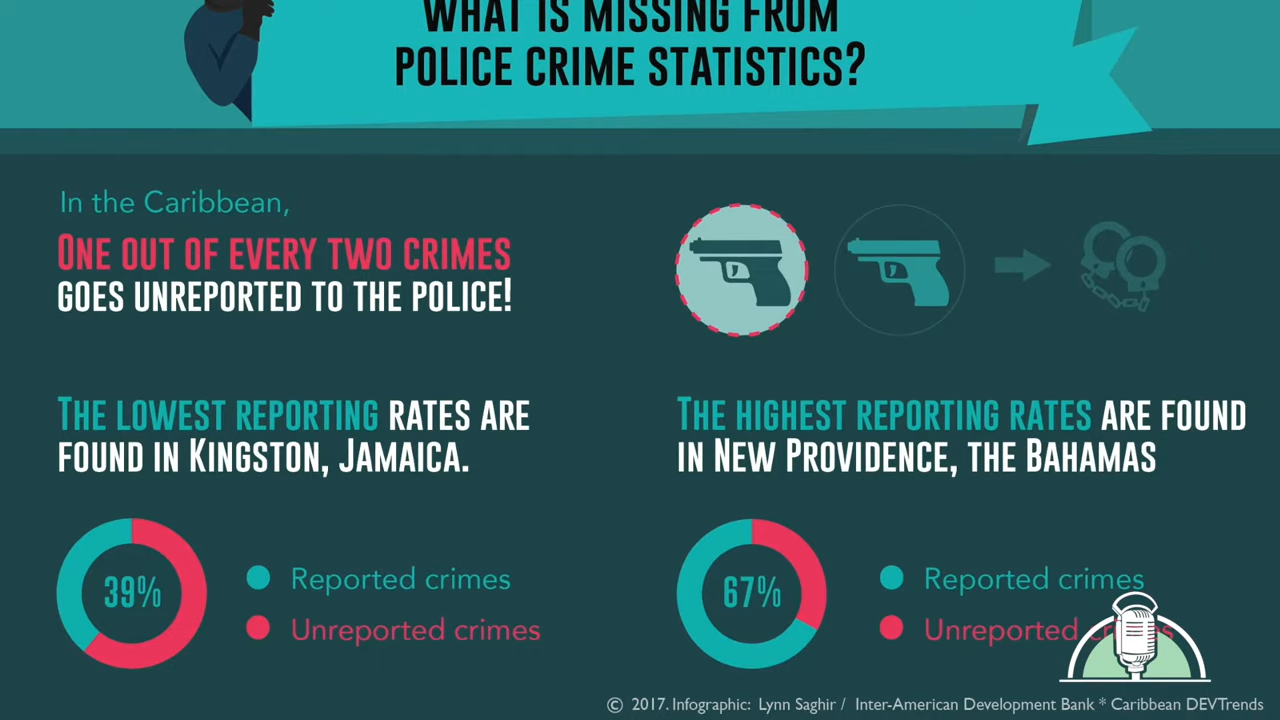 WHAT IS MISSING FROM
POLICE CRIME STATISTICS?
In the Caribbean,
ONE OUT OF EVERY TWO CRIMES
GOES UNREPORTED TO THE POLICE!
THE LOWEST REPORTING RATES ARE
FOUND IN KINGSTON, JAMAICA.
39%
Reported crimes
Unreported crimes
THE HIGHEST REPORTING RATES ARE FOUND
IN NEW PROVIDENCE, THE BAHAMAS
67%
Reported crimes
Unreported crimes
© 2017. Infographic: Lynn Saghir / Inter-American Development Bank * Caribbean DEVTrends